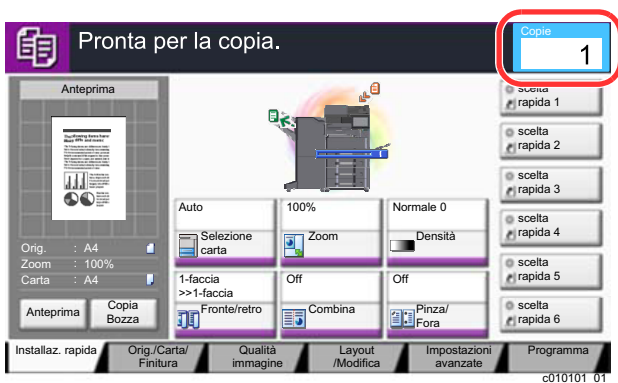 Pronta per la copia.
Copie
1
Anteprima
Orig. : A4
Zoom : 100%
Carta : A4
Anteprima
Copia
Bozza
Auto
Selezione
carta
100%
Zoom
Normale 0
Densità
1-faccia
>>1-faccia
Fronte/retro
Off
Combina
Off
Pinza/
Fora
scelta
rapida 1
scelta
rapida 2
scelta
rapida 3
scelta
rapida 4
scelta
rapida 5
scelta
rapida 6
Installaz. rapida
Orig./Carta/
Finitura
Qualità
immagine
Layout
/Modifica
Impostazioni
avanzate
Programma
c010101_01